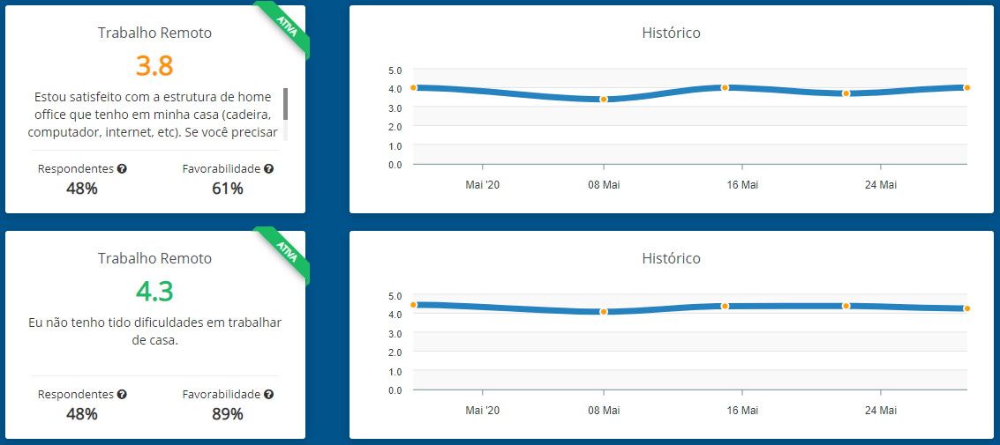 Trabalho Remoto
ATIVA
3.8
Estou satisfeito com a estrutura de home
office que tenho em minha casa (cadeira,
computador, internet, etc). Se você precisar
Respondentes
Favorabilidade
48%
61%
Histórico
5.0
4.0
3.0
2.0
1.0
0.0
Mai '20
08 Mai
16 Mai
24 Mai
Trabalho Remoto
ATIVA
4.3
Eu não tenho tido dificuldades em trabalhar
de casa.
Respondentes
Favorabilidade
48%
89%
Histórico
5.0
4.0
3.0
2.0
1.0
0.0
Mai '20
08 Mai
16 Mai
24 Mai